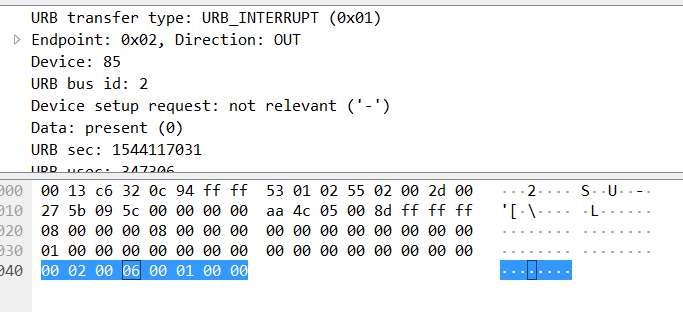 URB transfer type: URB_INTERRUPT (0x01)
Endpoint: 0x02, Direction: OUT
Device: 85
URB bus id: 2
Device setup request: not relevant ('-')
Data: present (0)
URB sec: 1544117031
URB usec: 347306
000 00 13 c6 32 0c 94 ff ff 53 01 02 55 02 00 2d 00 ···2···· S··U··-·
010 27 5b 09 5c 00 00 00 00 aa 4c 05 00 8d ff ff ff '[·\···· ·L······
020 08 00 00 00 08 00 00 00 00 00 00 00 00 00 00 00 ········ ········
030 01 00 00 00 00 00 00 00 00 00 00 00 00 00 00 00 ········ ········
040 00 02 00 06 00 01 00 00 ········